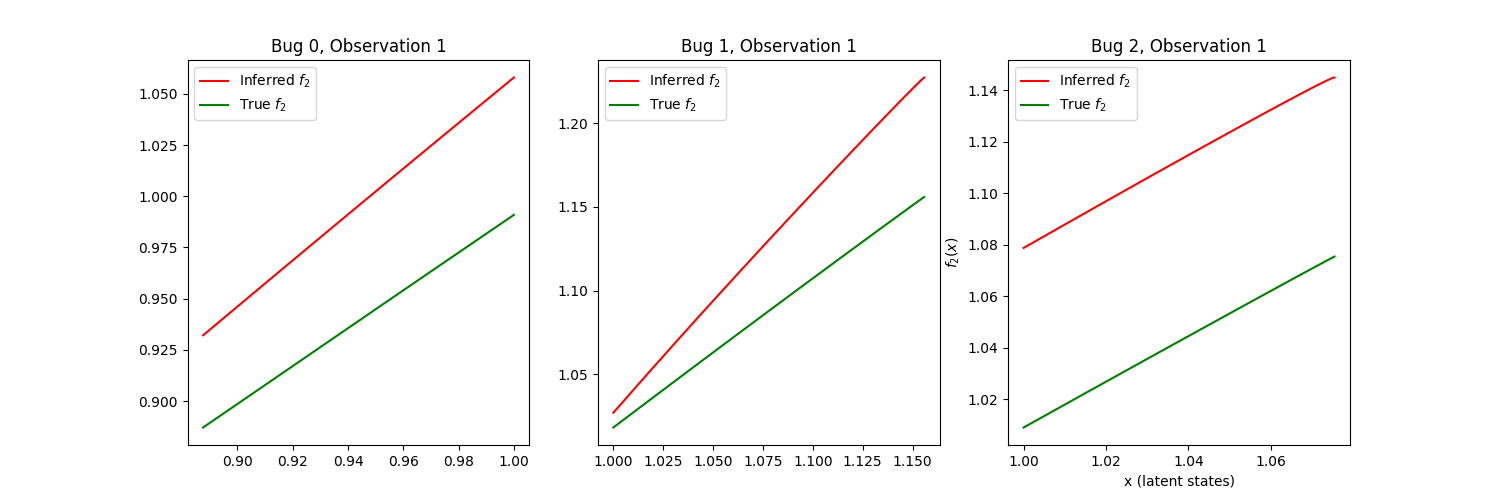 Bug 0, Observation 1
Inferred f₂
True f₂
1.050
1.025
1.000
0.975
0.950
0.925
0.900
0.90 0.92 0.94 0.96 0.98 1.00
Bug 1, Observation 1
Inferred f₂
True f₂
1.20
1.15
1.10
1.05
1.000 1.025 1.050 1.075 1.100 1.125 1.150
Bug 2, Observation 1
Inferred f₂
True f₂
f₂(x)
1.14
1.12
1.10
1.08
1.06
1.04
1.02
1.00 1.02 1.04 1.06
x (latent states)